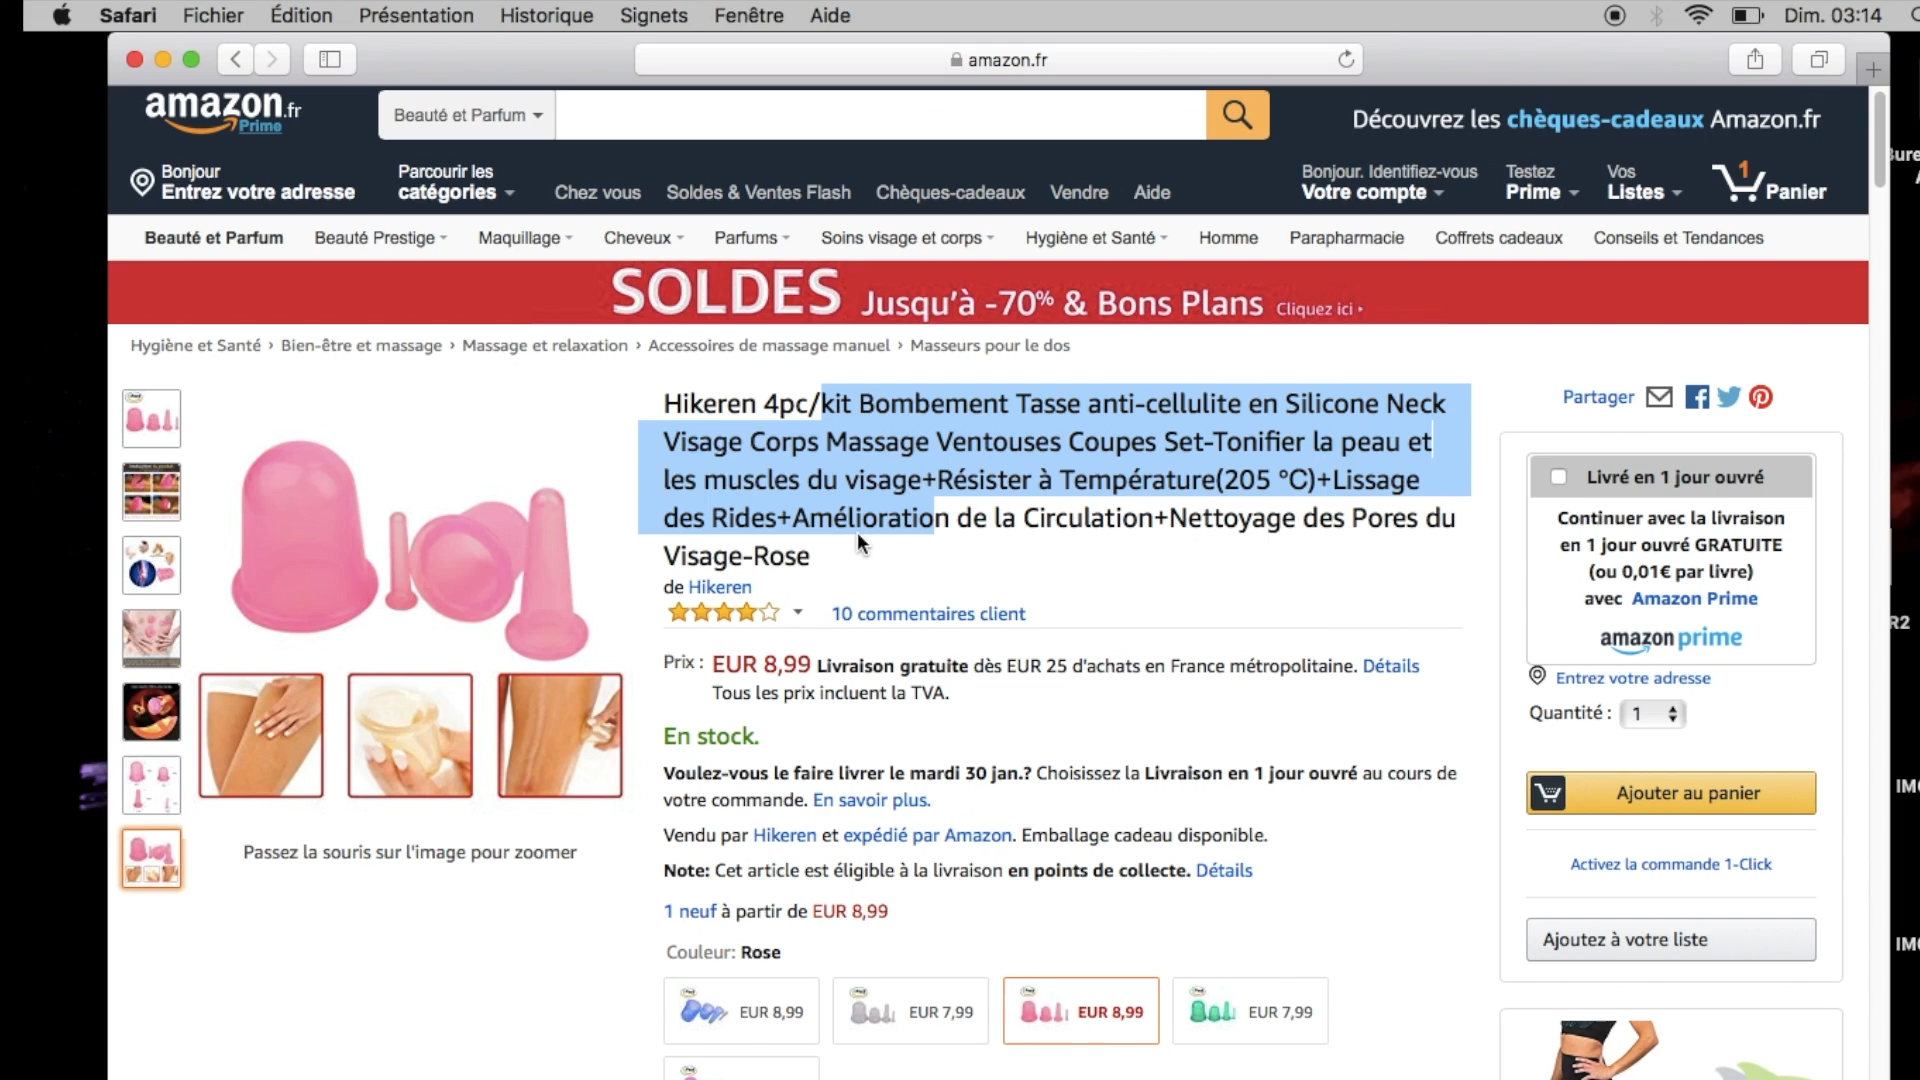 Safari Fichier Édition Présentation Historique Signets Fenêtre Aide Dim. 03:14
amazon.fr
amazon.fr
Prime
Beauté et Parfum
Découvrez les chèques-cadeaux Amazon.fr
Bonjour
Entrez votre adresse
Parcourir les
catégories
Chez vous Soldes & Ventes Flash Chèques-cadeaux Vendre Aide
Bonjour. Identifiez-vous
Votre compte
Testez
Prime
Vos
Listes
1
Panier
Beauté et Parfum Beauté Prestige Maquillage Cheveux Parfums Soins visage et corps Hygiène et Santé Homme Parapharmacie Coffrets cadeaux Conseils et Tendances
SOLDES Jusqu'à -70% & Bons Plans Cliquez ici ›
Hygiène et Santé › Bien-être et massage › Massage et relaxation › Accessoires de massage manuel › Masseurs pour le dos
Hikeren 4pc/kit Bombement Tasse anti-cellulite en Silicone Neck
Visage Corps Massage Ventouses Coupes Set-Tonifier la peau et
les muscles du visage+Résister à Température(205 °C)+Lissage
des Rides+Amélioration de la Circulation+Nettoyage des Pores du
Visage-Rose
de Hikeren
10 commentaires client
Prix : EUR 8,99 Livraison gratuite dès EUR 25 d'achats en France métropolitaine. Détails
Tous les prix incluent la TVA.
En stock.
Voulez-vous le faire livrer le mardi 30 jan.? Choisissez la Livraison en 1 jour ouvré au cours de
votre commande. En savoir plus.
Vendu par Hikeren et expédié par Amazon. Emballage cadeau disponible.
Note: Cet article est éligible à la livraison en points de collecte. Détails
1 neuf à partir de EUR 8,99
Couleur: Rose
EUR 8,99
EUR 7,99
EUR 8,99
EUR 7,99
Passez la souris sur l'image pour zoomer
Partager
Livré en 1 jour ouvré
Continuer avec la livraison
en 1 jour ouvré GRATUITE
(ou 0,01€ par livre)
avec Amazon Prime
amazon prime
Entrez votre adresse
Quantité : 1
Ajouter au panier
Activez la commande 1-Click
Ajoutez à votre liste
R2